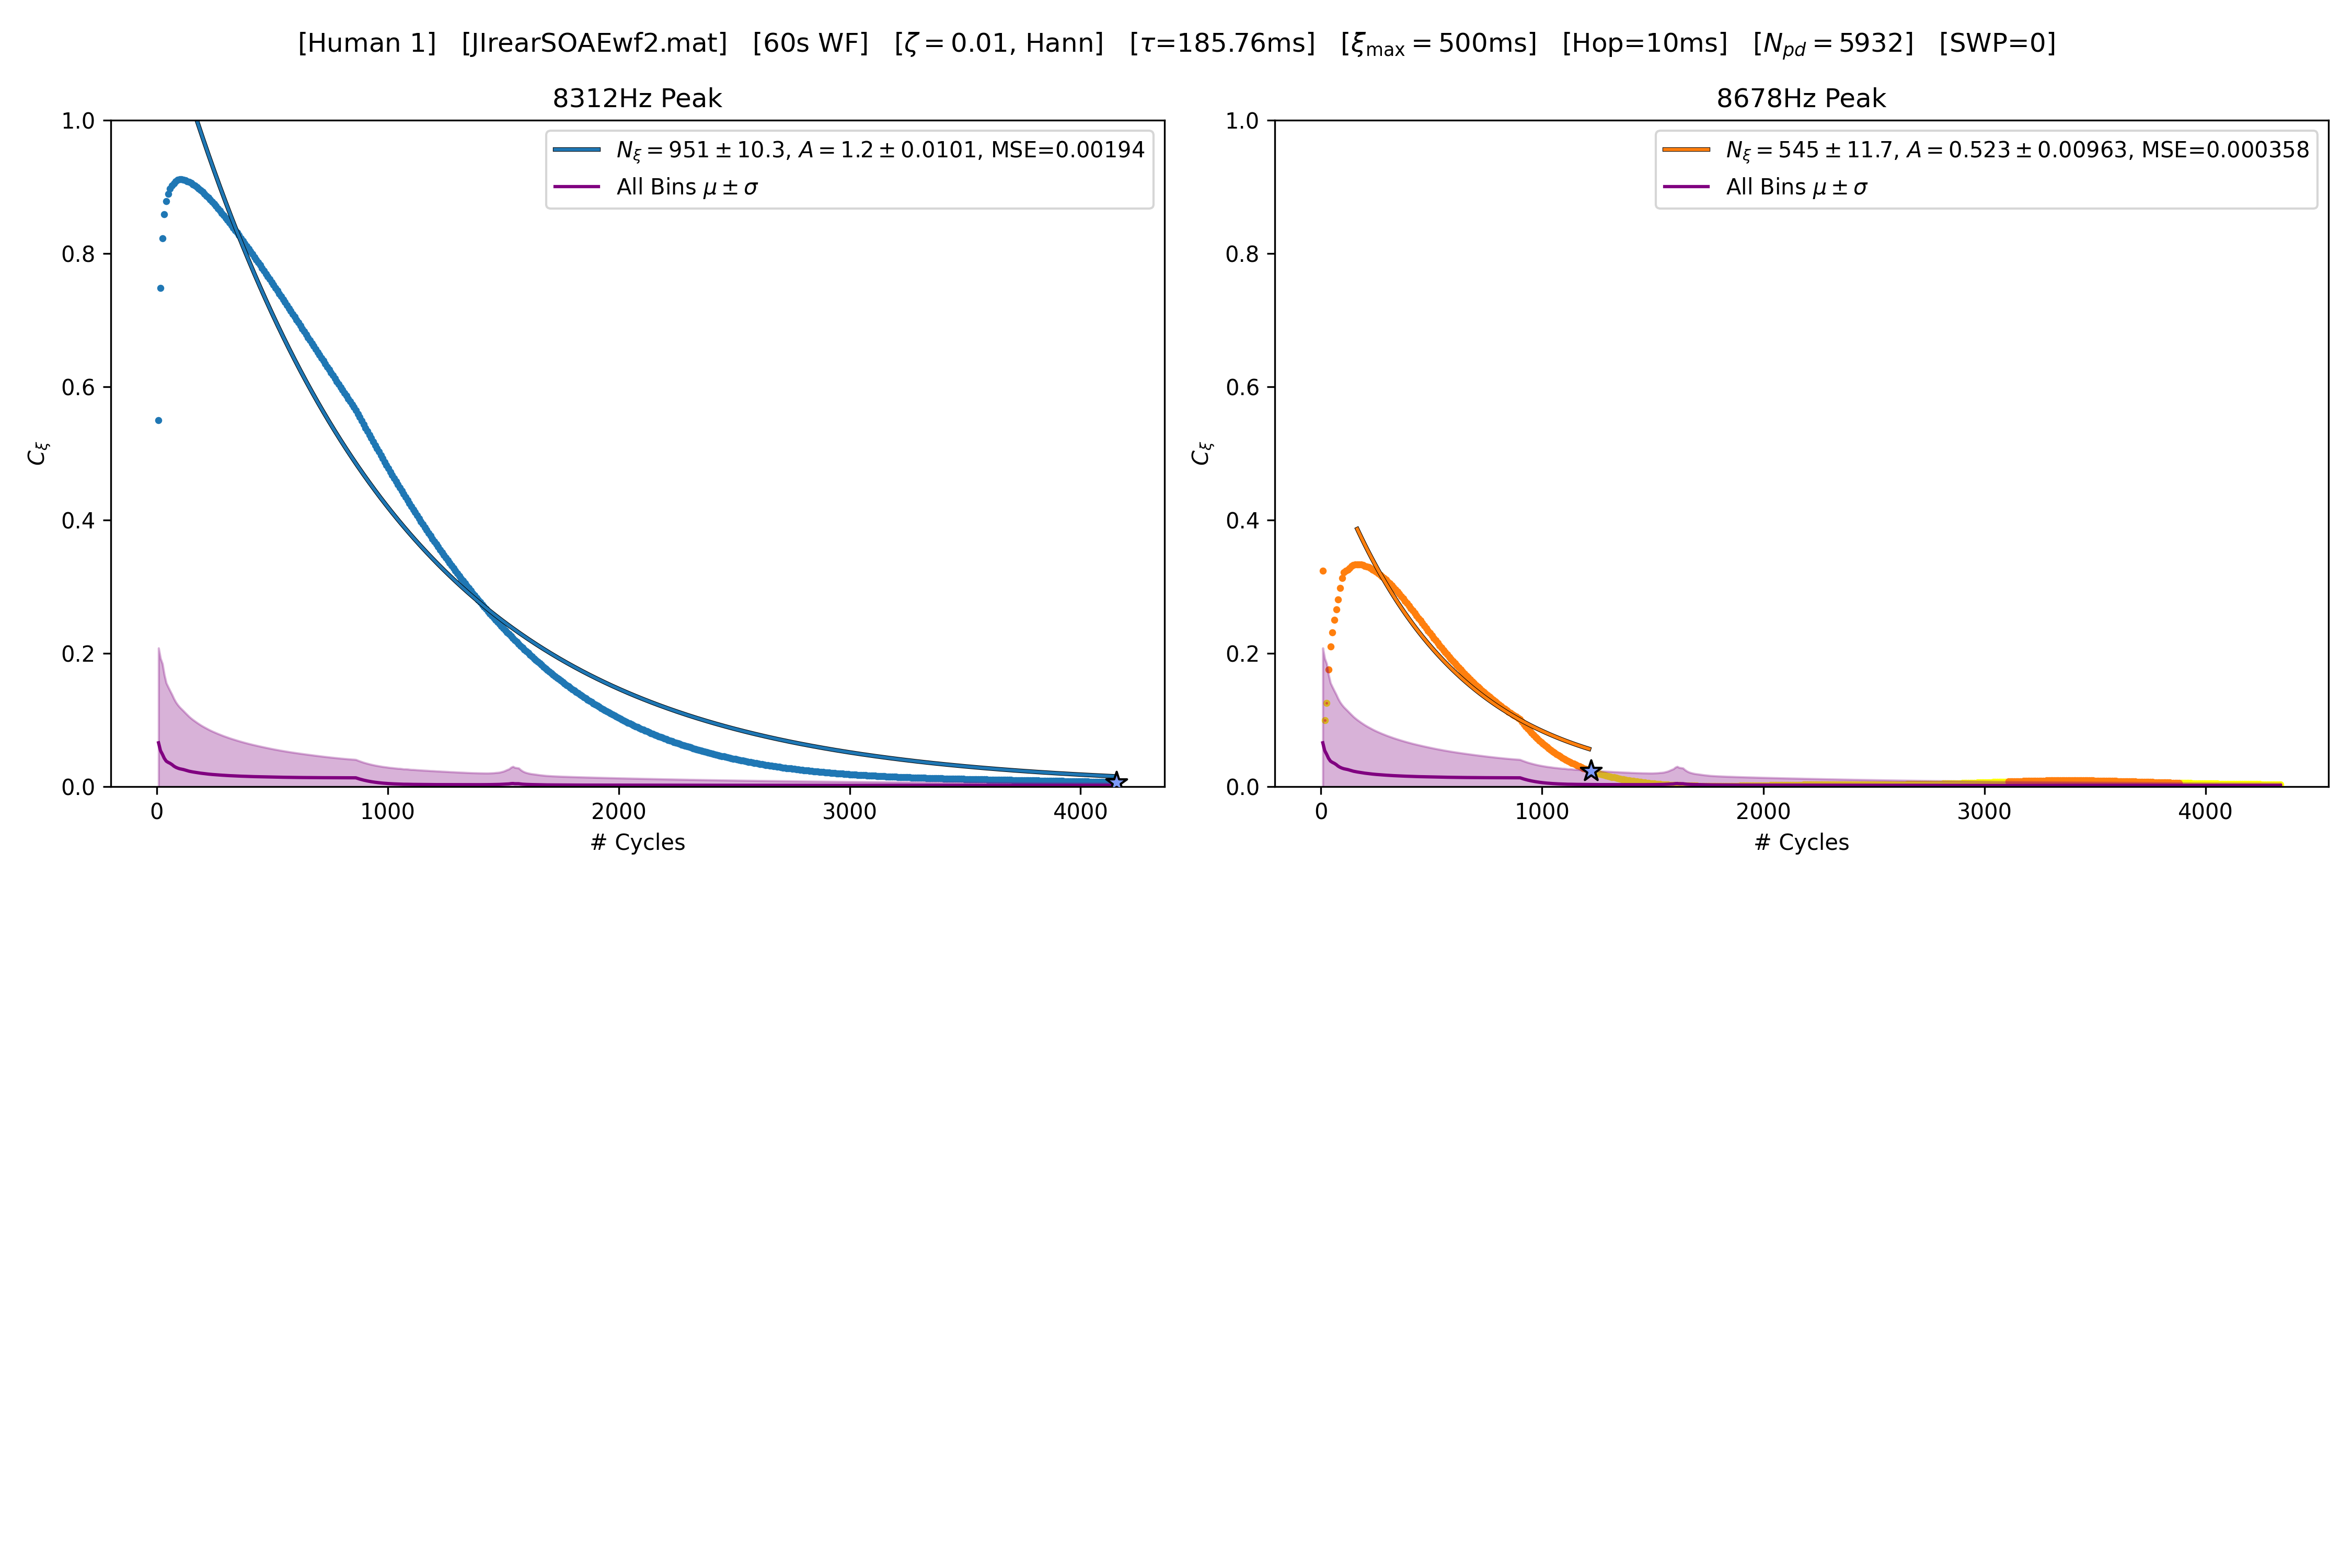 [Human 1]   [JIrearSOAEwf2.mat]   [60s WF]   [ζ = 0.01, Hann]   [τ=185.76ms]   [ξmax = 500ms]   [Hop=10ms]   [Npd = 5932]   [SWP=0]
8312Hz Peak
Nξ = 951 ± 10.3, A = 1.2 ± 0.0101, MSE=0.00194
All Bins μ ± σ
1.0
0.8
0.6
0.4
0.2
0.0
Cξ
0 1000 2000 3000 4000
# Cycles
8678Hz Peak
Nξ = 545 ± 11.7, A = 0.523 ± 0.00963, MSE=0.000358
All Bins μ ± σ
1.0
0.8
0.6
0.4
0.2
0.0
Cξ
0 1000 2000 3000 4000
# Cycles